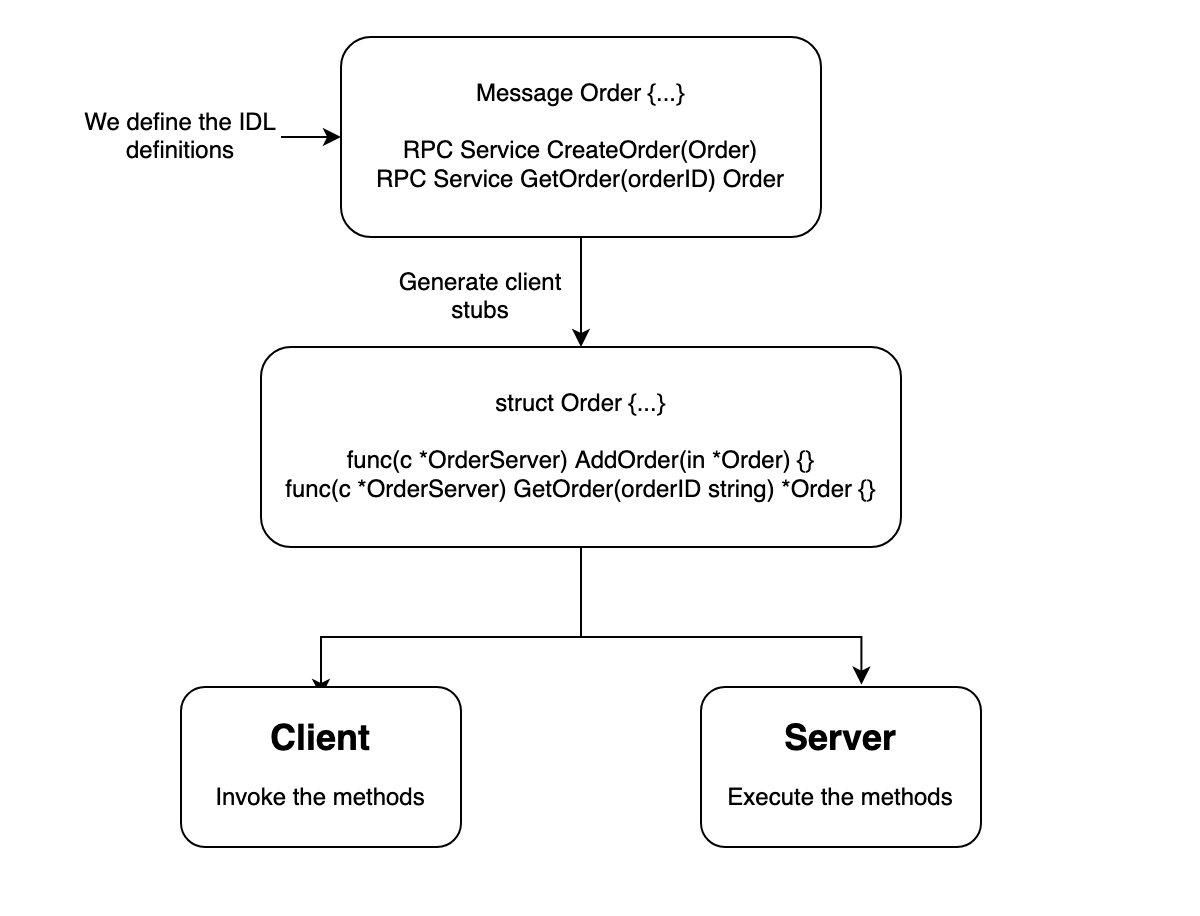 We define the IDL
definitions
Message Order {...}
RPC Service CreateOrder(Order)
RPC Service GetOrder(orderID) Order
Generate client
stubs
struct Order {...}
func(c *OrderServer) AddOrder(in *Order) {}
func(c *OrderServer) GetOrder(orderID string) *Order {}
Client
Invoke the methods
Server
Execute the methods